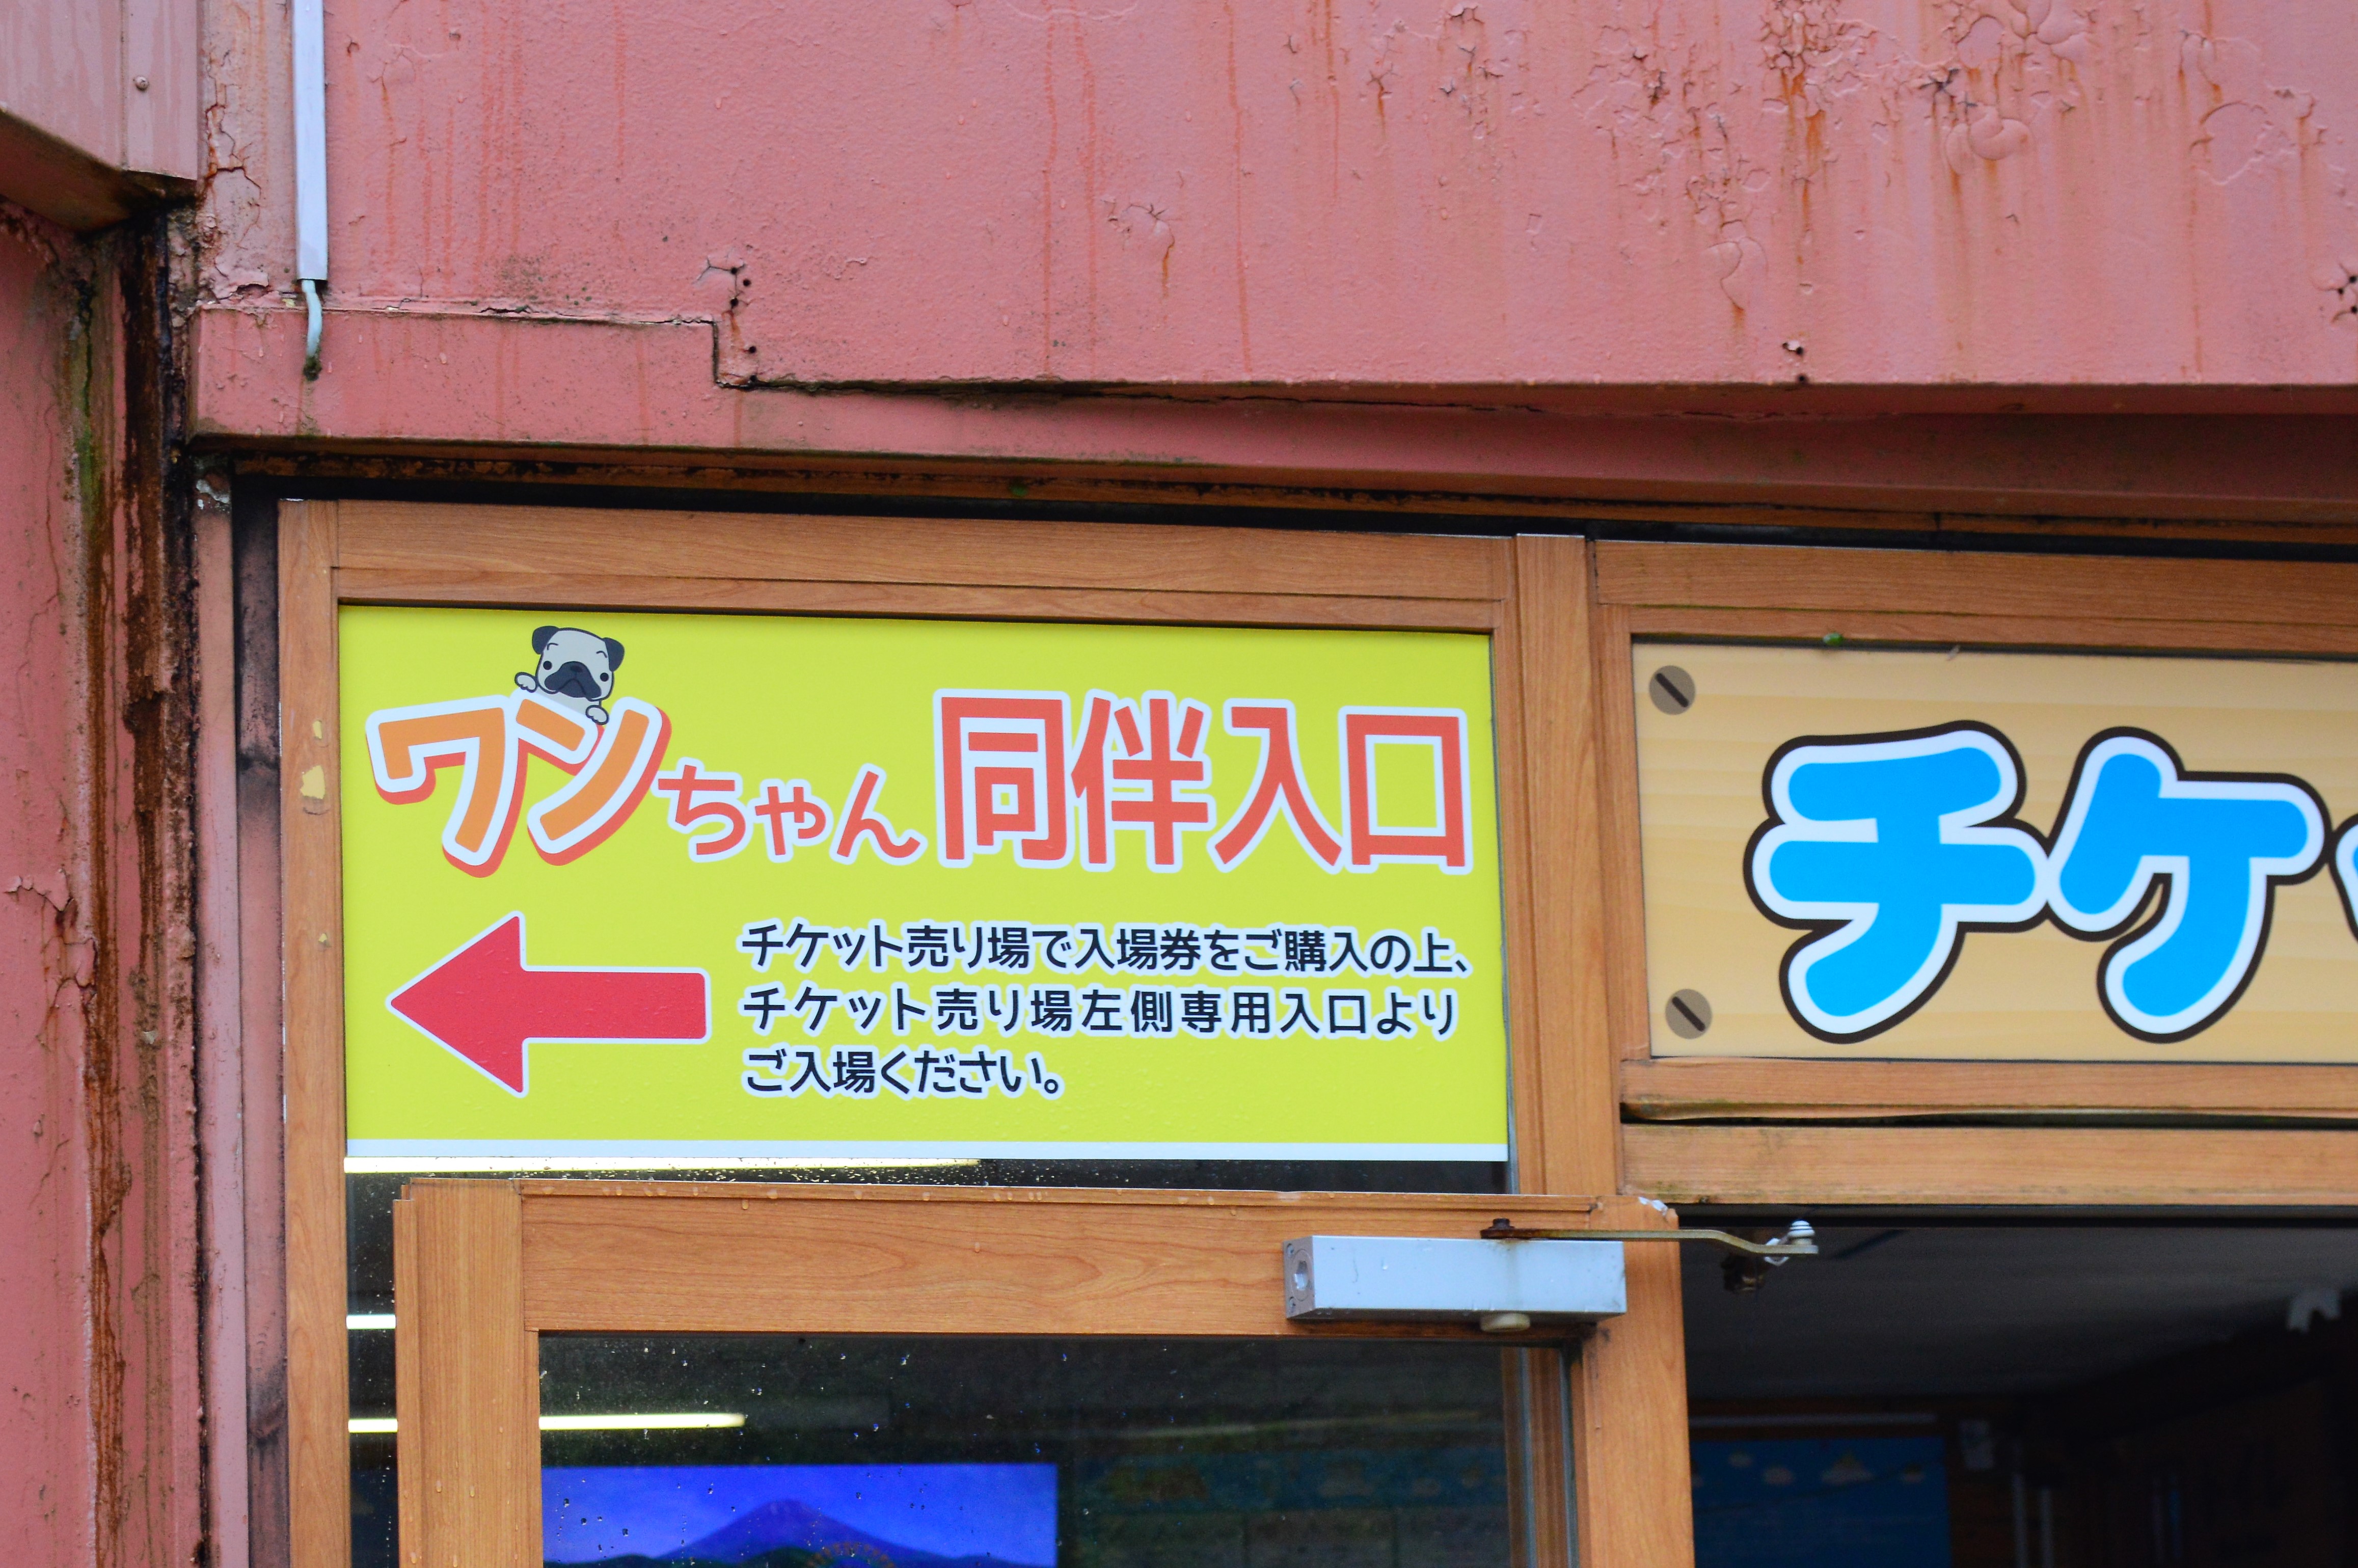 ワンちゃん同伴入口
チケット売り場で入場券をご購入の上、
チケット売り場左側専用入口より
ご入場ください。
チケ